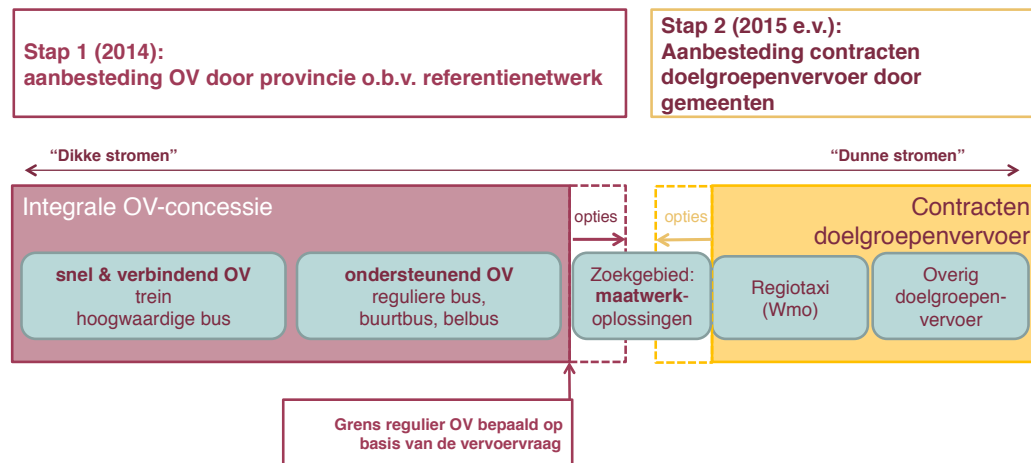 Stap 1 (2014):
aanbesteding OV door provincie o.b.v. referentienetwerk
Stap 2 (2015 e.v.):
Aanbesteding contracten
doelgroepenvervoer door
gemeenten
“Dikke stromen”
“Dunne stromen”
Integrale OV-concessie
opties
opties
Contracten
doelgroepenvervoer
snel & verbindend OV
trein
hoogwaardige bus
ondersteunend OV
reguliere bus,
buurtbus, belbus
Zoekgebied:
maatwerk-
oplossingen
Regiotaxi
(Wmo)
Overig
doelgroepen-
vervoer
Grens regulier OV bepaald op
basis van de vervoervraag